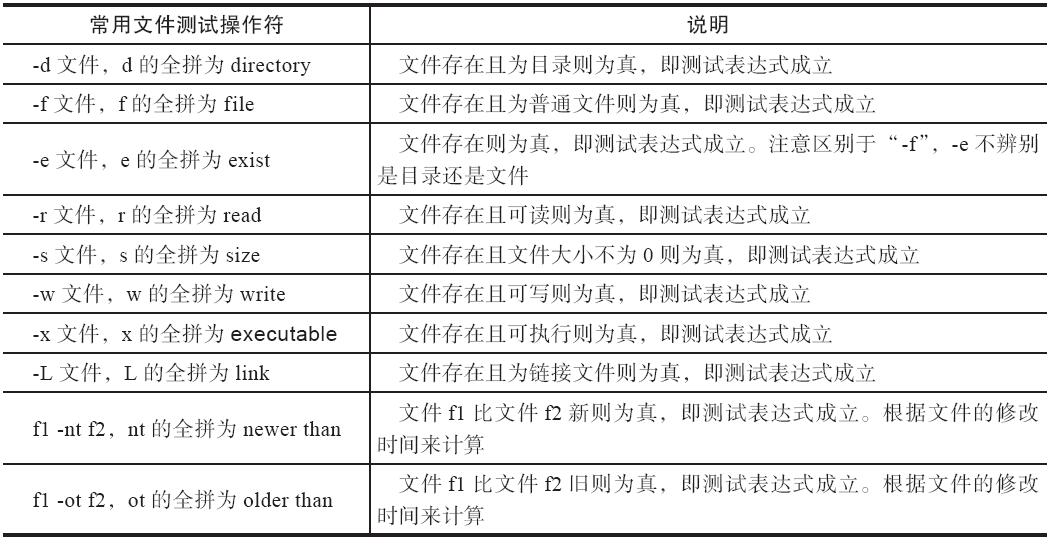 常用文件测试操作符 说明
-d 文件，d 的全拼为 directory 文件存在且为目录则为真，即测试表达式成立
-f 文件，f 的全拼为 file 文件存在且为普通文件则为真，即测试表达式成立
-e 文件，e 的全拼为 exist 文件存在则为真，即测试表达式成立。注意区别于“-f”，-e 不辨别
是目录还是文件
-r 文件，r 的全拼为 read 文件存在且可读则为真，即测试表达式成立
-s 文件，s 的全拼为 size 文件存在且文件大小不为 0 则为真，即测试表达式成立
-w 文件，w 的全拼为 write 文件存在且可写则为真，即测试表达式成立
-x 文件，x 的全拼为 executable 文件存在且可执行则为真，即测试表达式成立
-L 文件，L 的全拼为 link 文件存在且为链接文件则为真，即测试表达式成立
f1 -nt f2，nt 的全拼为 newer than 文件 f1 比文件 f2 新则为真，即测试表达式成立。根据文件的修改
时间来计算
f1 -ot f2，ot 的全拼为 older than 文件 f1 比文件 f2 旧则为真，即测试表达式成立。根据文件的修改
时间来计算